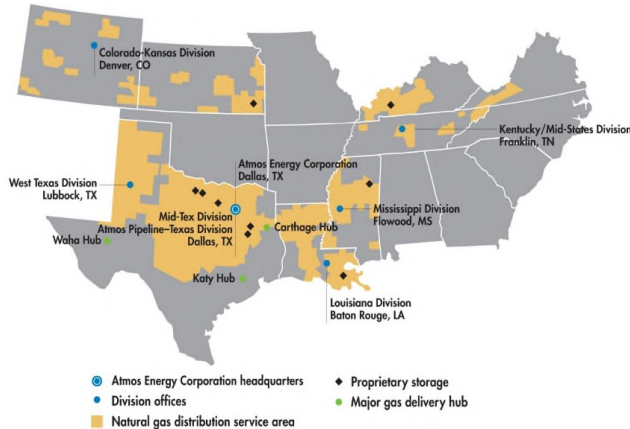 Colorado-Kansas Division
Denver, CO
Kentucky/Mid-States Division
Franklin, TN
Atmos Energy Corporation
Dallas, TX
West Texas Division
Lubbock, TX
Mid-Tex Division
Atmos Pipeline–Texas Division
Dallas, TX
Mississippi Division
Flowood, MS
Waha Hub
Carthage Hub
Katy Hub
Louisiana Division
Baton Rouge, LA
Atmos Energy Corporation headquarters
Division offices
Natural gas distribution service area
Proprietary storage
Major gas delivery hub